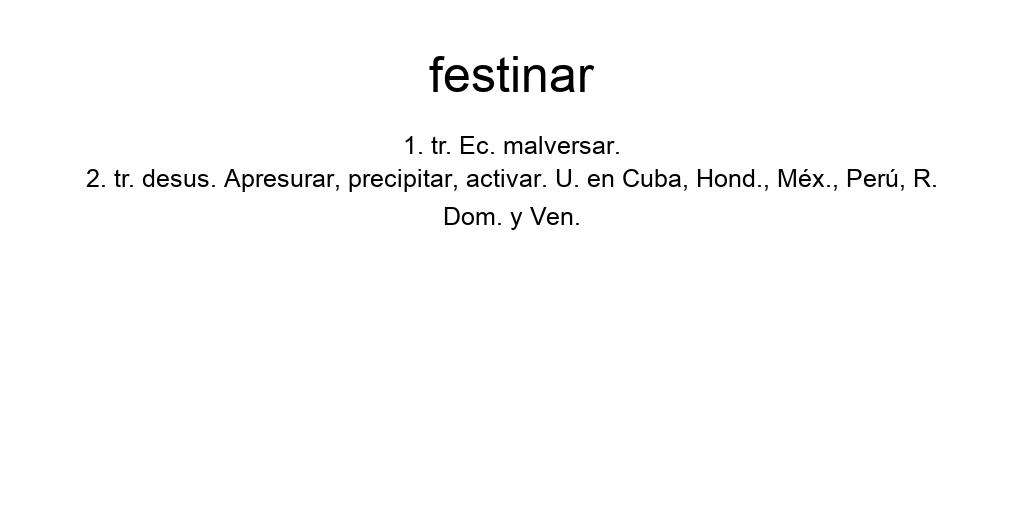 festinar
1. tr. Ec. malversar.
2. tr. desus. Apresurar, precipitar, activar. U. en Cuba, Hond., Méx., Perú, R.
Dom. y Ven.